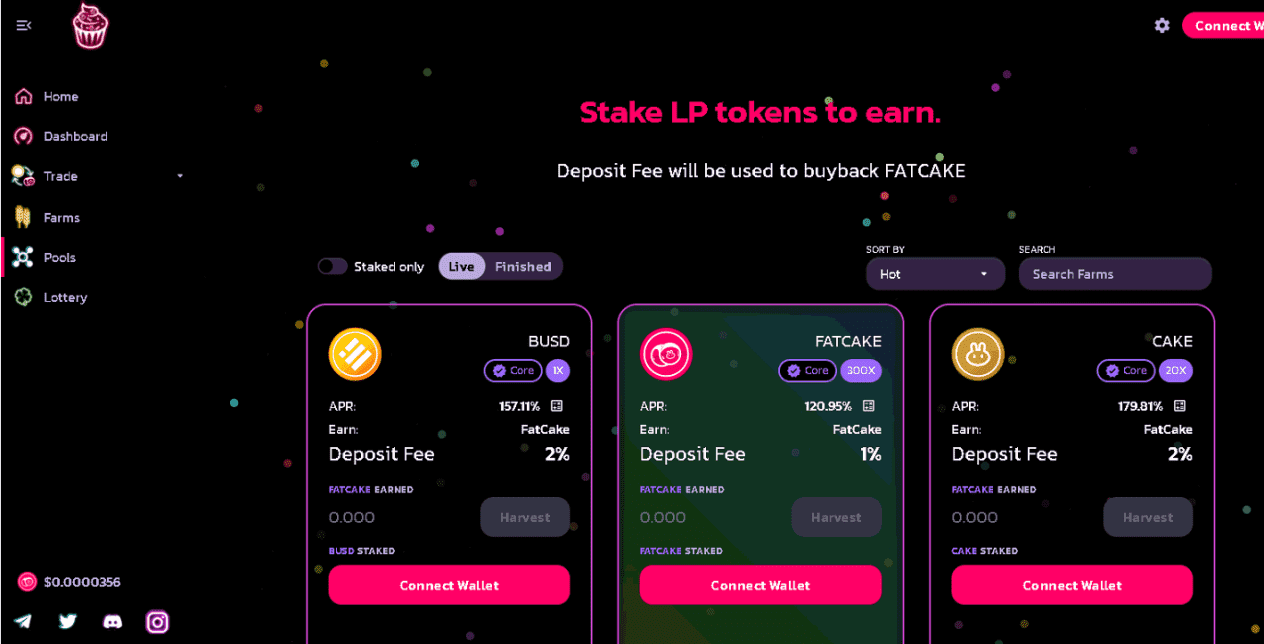 Connect W
Home
Dashboard
Trade
Farms
Pools
Lottery
$0.0000356
Stake LP tokens to earn.
Deposit Fee will be used to buyback FATCAKE
Staked only
Live
Finished
SORT BY
Hot
SEARCH
Search Farms
BUSD
Core 1X
APR: 157.11%
Earn: FatCake
Deposit Fee 2%
FATCAKE EARNED
0.000 Harvest
BUSD STAKED
Connect Wallet
FATCAKE
Core 300X
APR: 120.95%
Earn: FatCake
Deposit Fee 1%
FATCAKE EARNED
0.000 Harvest
FATCAKE STAKED
Connect Wallet
CAKE
Core 20X
APR: 179.81%
Earn: FatCake
Deposit Fee 2%
FATCAKE EARNED
0.000 Harvest
CAKE STAKED
Connect Wallet